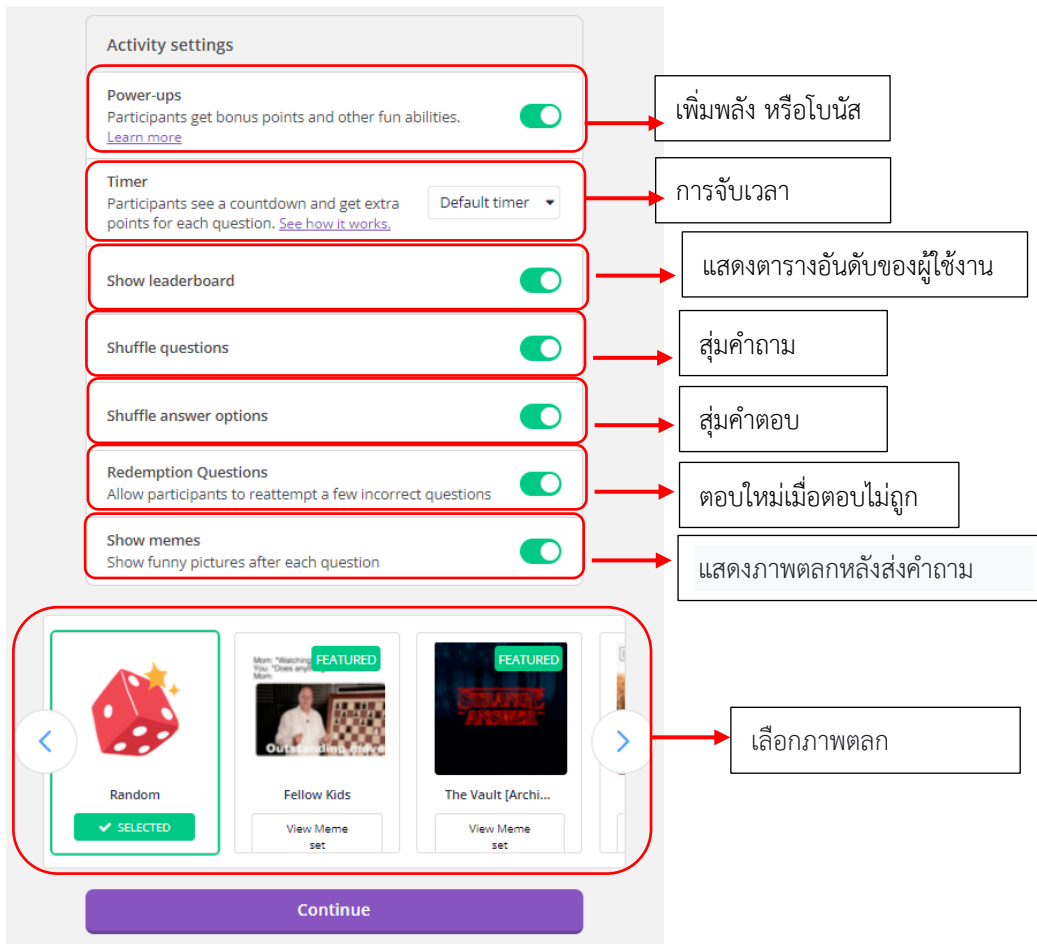 Activity settings
Power-ups
Participants get bonus points and other fun abilities.
Learn more
เพิ่มพลัง หรือโบนัส
Timer
Participants see a countdown and get extra
points for each question. See how it works.
Default timer
การจับเวลา
Show leaderboard
แสดงตารางอันดับของผู้ใช้งาน
Shuffle questions
สุ่มคำถาม
Shuffle answer options
สุ่มคำตอบ
Redemption Questions
Allow participants to reattempt a few incorrect questions
ตอบใหม่เมื่อตอบไม่ถูก
Show memes
Show funny pictures after each question
แสดงภาพตลกหลังส่งคำถาม
Random
SELECTED
Mom: "Watching
You: "Does any
Mom:
FEATURED
Outstanding move
Fellow Kids
View Meme
set
FEATURED
STRANGE
The Vault [Archi...
View Meme
set
เลือกภาพตลก
Continue